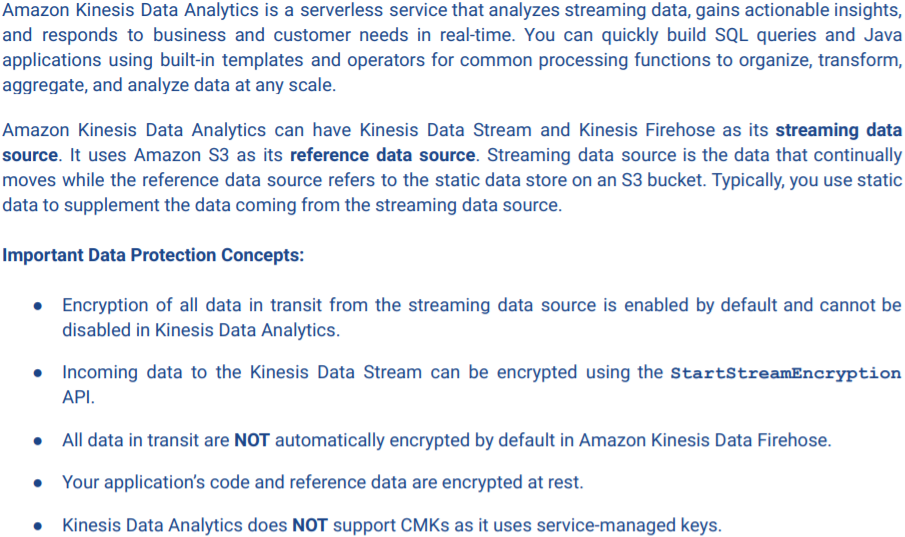 Amazon Kinesis Data Analytics is a serverless service that analyzes streaming data, gains actionable insights,
and responds to business and customer needs in real-time. You can quickly build SQL queries and Java
applications using built-in templates and operators for common processing functions to organize, transform,
aggregate, and analyze data at any scale.
Amazon Kinesis Data Analytics can have Kinesis Data Stream and Kinesis Firehose as its streaming data
source. It uses Amazon S3 as its reference data source. Streaming data source is the data that continually
moves while the reference data source refers to the static data store on an S3 bucket. Typically, you use static
data to supplement the data coming from the streaming data source.
Important Data Protection Concepts:
● Encryption of all data in transit from the streaming data source is enabled by default and cannot be
disabled in Kinesis Data Analytics.
● Incoming data to the Kinesis Data Stream can be encrypted using the StartStreamEncryption
API.
● All data in transit are NOT automatically encrypted by default in Amazon Kinesis Data Firehose.
● Your application’s code and reference data are encrypted at rest.
● Kinesis Data Analytics does NOT support CMKs as it uses service-managed keys.